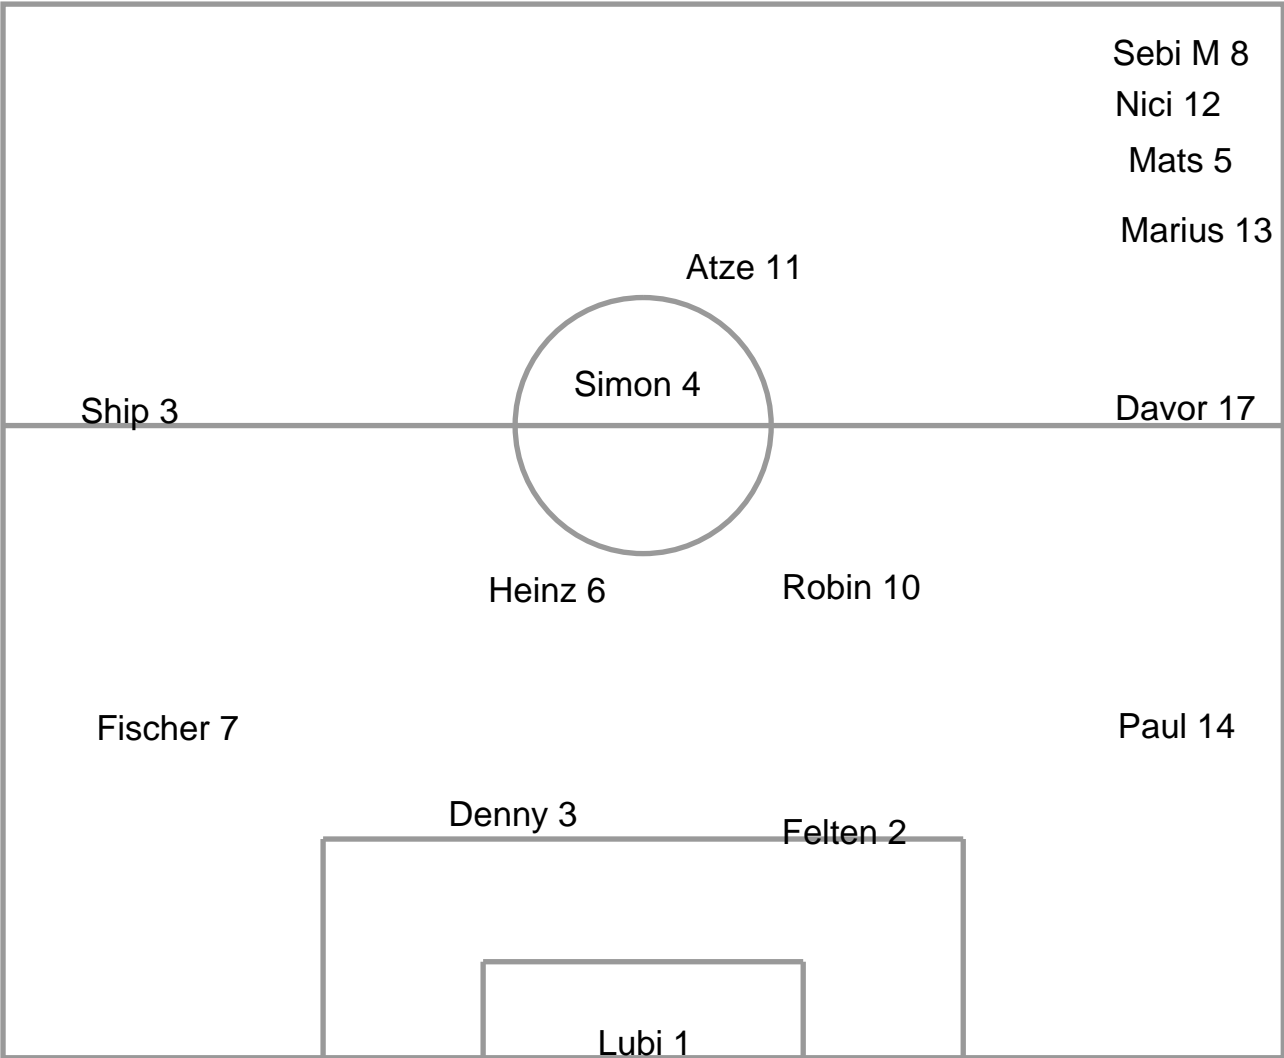 Sebi M 8
Nici 12
Mats 5
Marius 13
Atze 11
Simon 4
Ship 3
Davor 17
Heinz 6
Robin 10
Fischer 7
Paul 14
Denny 3
Felten 2
Lubi 1